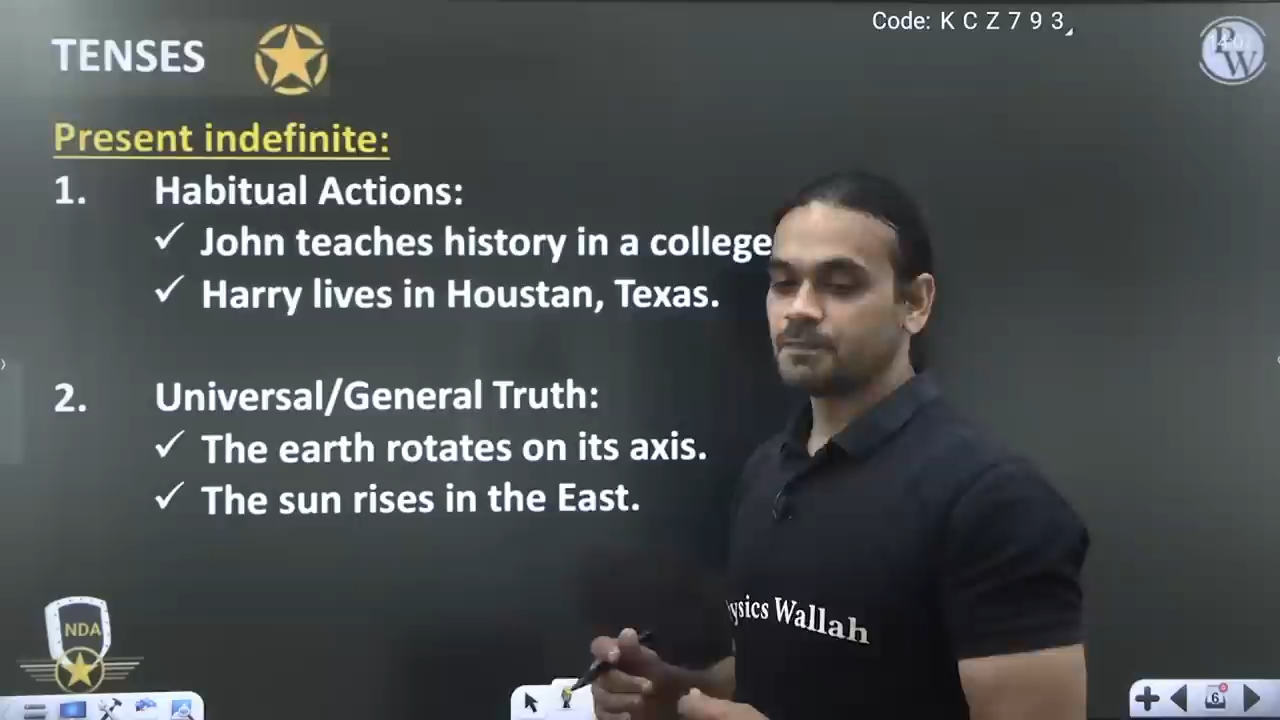 Code: K C Z 7 9 3
TENSES
PW
Present indefinite:
1. Habitual Actions:
✓ John teaches history in a college
✓ Harry lives in Houstan, Texas.
2. Universal/General Truth:
✓ The earth rotates on its axis.
✓ The sun rises in the East.
ysics Wallah
NDA
6